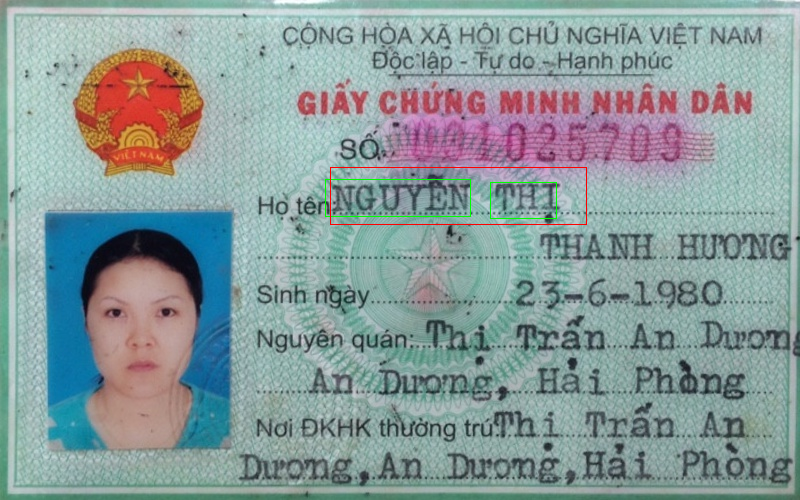 CỘNG HÒA XÃ HỘI CHỦ NGHĨA VIỆT NAM
Độc lập - Tự do - Hạnh phúc
GIẤY CHỨNG MINH NHÂN DÂN
SỐ
VIỆT NAM
Họ tên NGUYỄN THỊ
THANH HƯƠNG
Sinh ngày 23-6-1980
Nguyên quán: Thị Trấn An Dương
An Dương, Hải Phòng
Nơi ĐKHK thường trú Thị Trấn An
Dương, An Dương, Hải Phòng